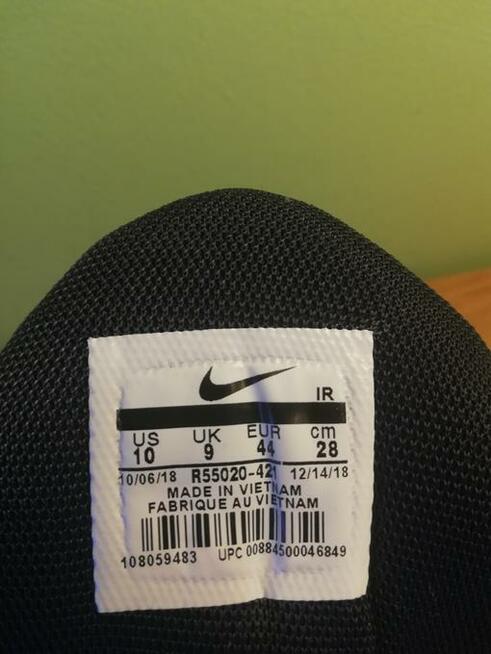 IR
US UK EUR cm
10 9 44 28
10/06/18 R55020-421 12/14/18
MADE IN VIETNAM
FABRIQUE AU VIETNAM
108059483 UPC 00884500046849